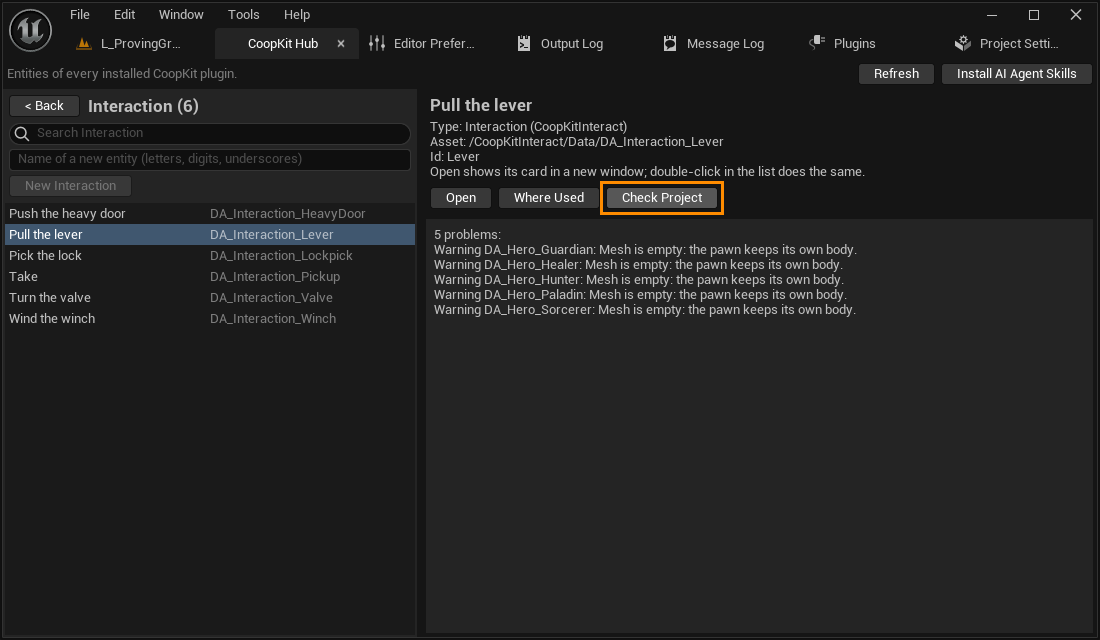 File Edit Window Tools Help
L_ProvingGr... CoopKit Hub Editor Prefer... Output Log Message Log Plugins Project Setti...
Entities of every installed CoopKit plugin.
Refresh Install AI Agent Skills
< Back Interaction (6)
Search Interaction
Name of a new entity (letters, digits, underscores)
New Interaction
Push the heavy door DA_Interaction_HeavyDoor
Pull the lever DA_Interaction_Lever
Pick the lock DA_Interaction_Lockpick
Take DA_Interaction_Pickup
Turn the valve DA_Interaction_Valve
Wind the winch DA_Interaction_Winch
Pull the lever
Type: Interaction (CoopKitInteract)
Asset: /CoopKitInteract/Data/DA_Interaction_Lever
Id: Lever
Open shows its card in a new window; double-click in the list does the same.
Open Where Used Check Project
5 problems:
Warning DA_Hero_Guardian: Mesh is empty: the pawn keeps its own body.
Warning DA_Hero_Healer: Mesh is empty: the pawn keeps its own body.
Warning DA_Hero_Hunter: Mesh is empty: the pawn keeps its own body.
Warning DA_Hero_Paladin: Mesh is empty: the pawn keeps its own body.
Warning DA_Hero_Sorcerer: Mesh is empty: the pawn keeps its own body.